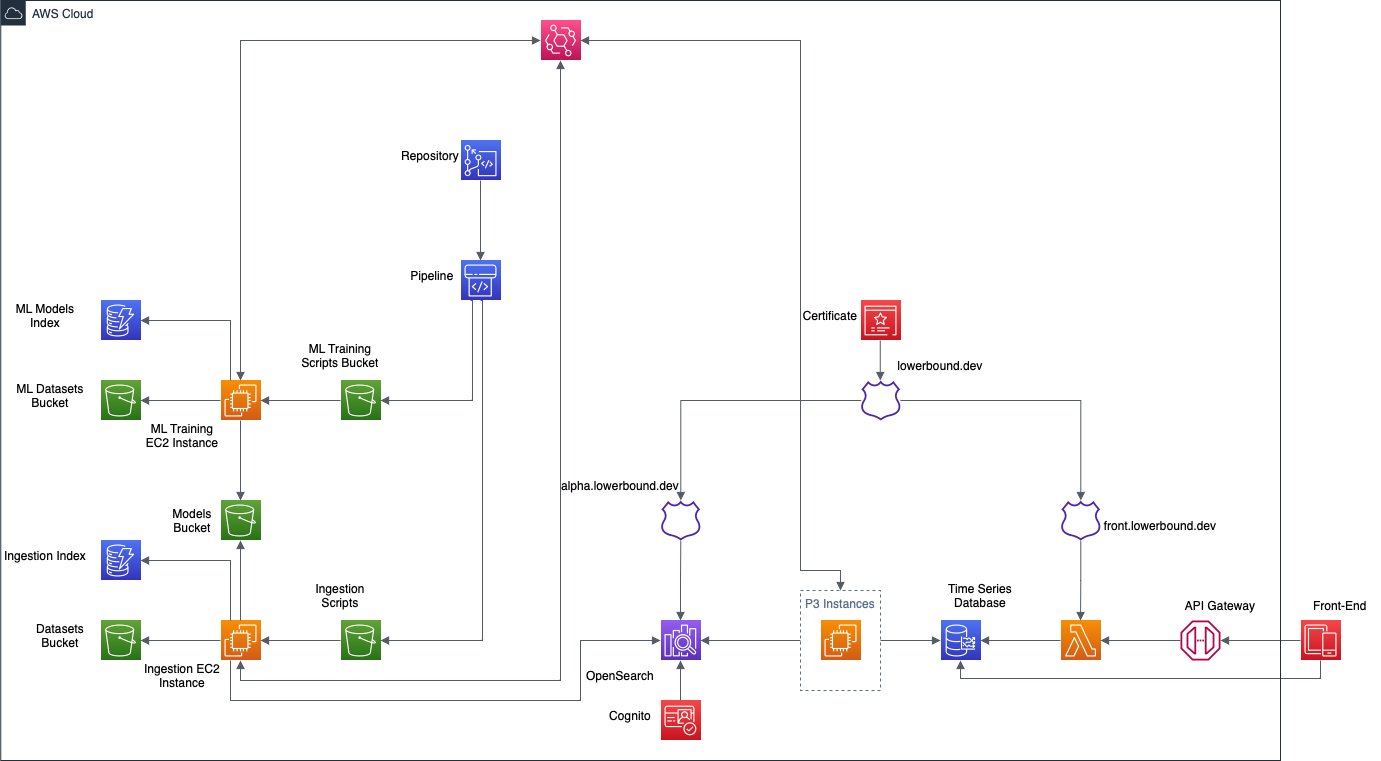 AWS Cloud
Repository
Pipeline
ML Models
Index
ML Training
Scripts Bucket
ML Datasets
Bucket
ML Training
EC2 Instance
Certificate
lowerbound.dev
alpha.lowerbound.dev
front.lowerbound.dev
Models
Bucket
Ingestion Index
Ingestion
Scripts
Datasets
Bucket
Ingestion EC2
Instance
P3 Instances
Time Series
Database
API Gateway
Front-End
OpenSearch
Cognito